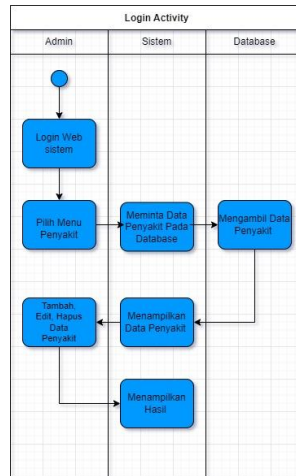 Login Activity
Admin
Sistem
Database
Login Web
sistem
Pilih Menu
Penyakit
Meminta Data
Penyakit Pada
Database
Mengambil Data
Penyakit
Tambah,
Edit, Hapus
Data
Penyakit
Menampilkan
Data Penyakit
Menampilkan
Hasil